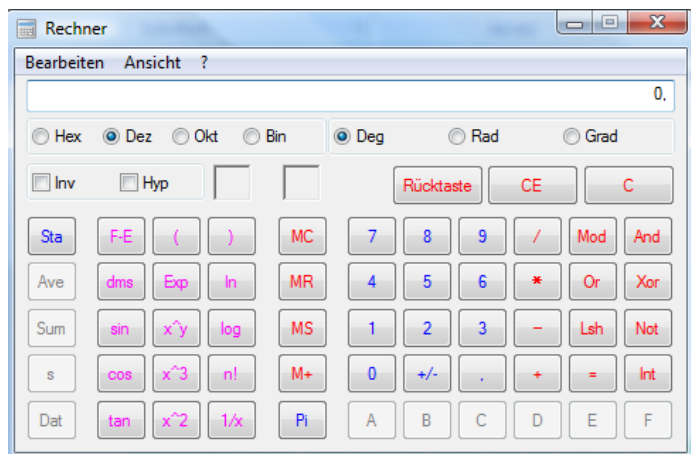 Rechner
Bearbeiten Ansicht ?
0,
Hex Dez Okt Bin Deg Rad Grad
Inv Hyp Rücktaste CE C
Sta F-E ( ) MC 7 8 9 / Mod And
Ave dms Exp ln MR 4 5 6 * Or Xor
Sum sin x^y log MS 1 2 3 - Lsh Not
s cos x^3 n! M+ 0 +/- , + = Int
Dat tan x^2 1/x Pi A B C D E F